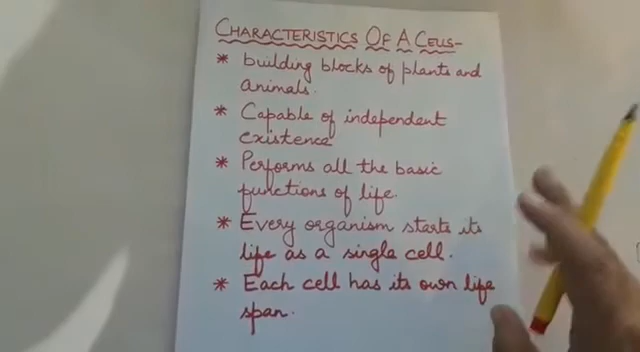 CHARACTERISTICS OF A CELLS-
* building blocks of plants and
animals.
* Capable of independent
existence
* Performs all the basic
functions of life.
* Every organism starts its
life as a single cell.
* Each cell has its own life
span.